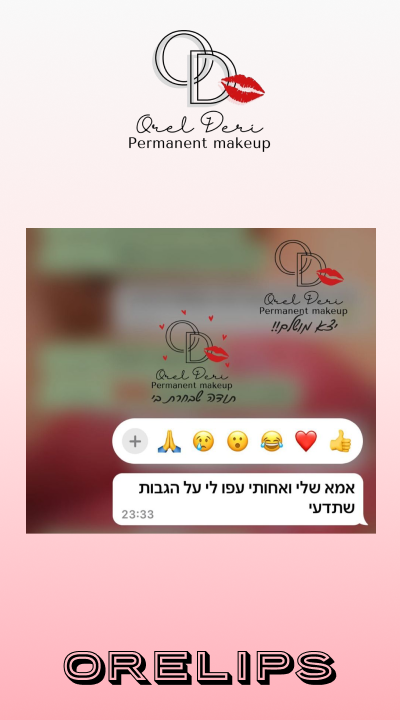 OD
Orel Deri
Permanent makeup
OD
Orel Deri
Permanent makeup
יצא מושלם!!
OD
Orel Deri
Permanent makeup
תודה שבחרת בי
אמא שלי ואחותי עפו לי על הגבות
שתדעי
23:33
ORELIPS